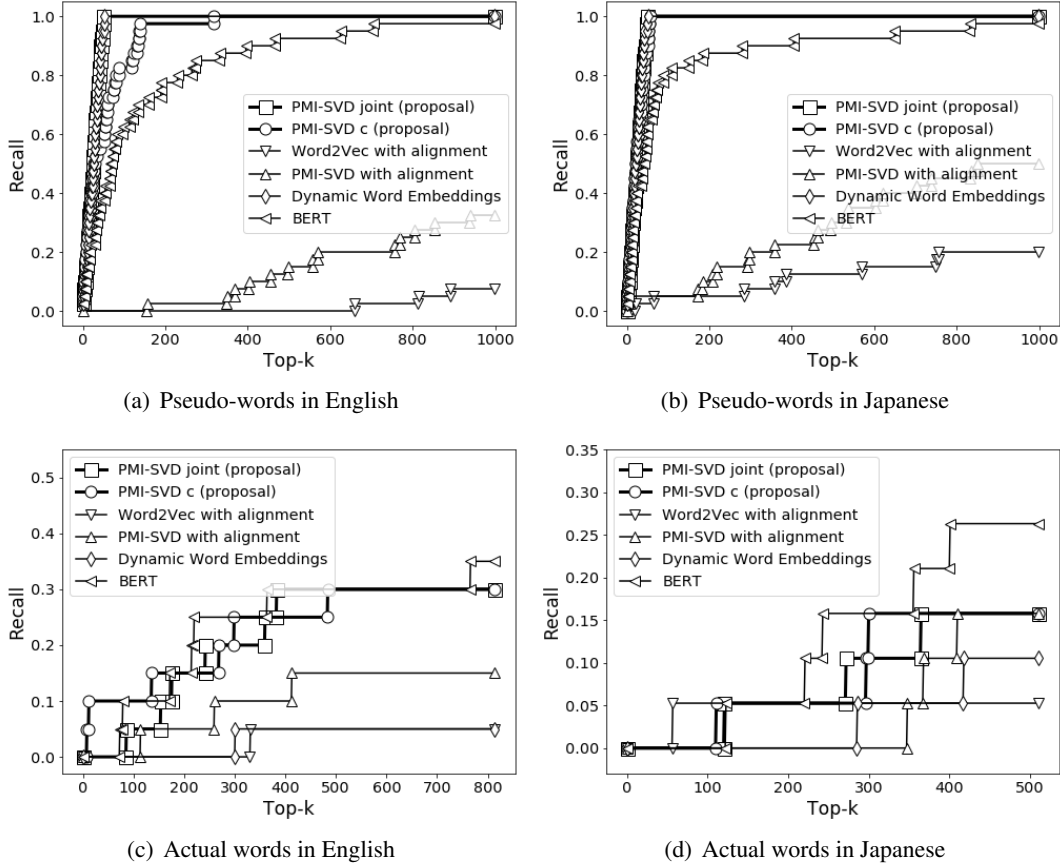 1.0
0.8
0.6
0.4
0.2
0.0
Recall
PMI-SVD joint (proposal)
PMI-SVD c (proposal)
Word2Vec with alignment
PMI-SVD with alignment
Dynamic Word Embeddings
BERT
0 200 400 600 800 1000
Top-k
(a) Pseudo-words in English
1.0
0.8
0.6
0.4
0.2
0.0
Recall
PMI-SVD joint (proposal)
PMI-SVD c (proposal)
Word2Vec with alignment
PMI-SVD with alignment
Dynamic Word Embeddings
BERT
0 200 400 600 800 1000
Top-k
(b) Pseudo-words in Japanese
0.5
0.4
0.3
0.2
0.1
0.0
Recall
PMI-SVD joint (proposal)
PMI-SVD c (proposal)
Word2Vec with alignment
PMI-SVD with alignment
Dynamic Word Embeddings
BERT
0 100 200 300 400 500 600 700 800
Top-k
(c) Actual words in English
0.35
0.30
0.25
0.20
0.15
0.10
0.05
0.00
Recall
PMI-SVD joint (proposal)
PMI-SVD c (proposal)
Word2Vec with alignment
PMI-SVD with alignment
Dynamic Word Embeddings
BERT
0 100 200 300 400 500
Top-k
(d) Actual words in Japanese